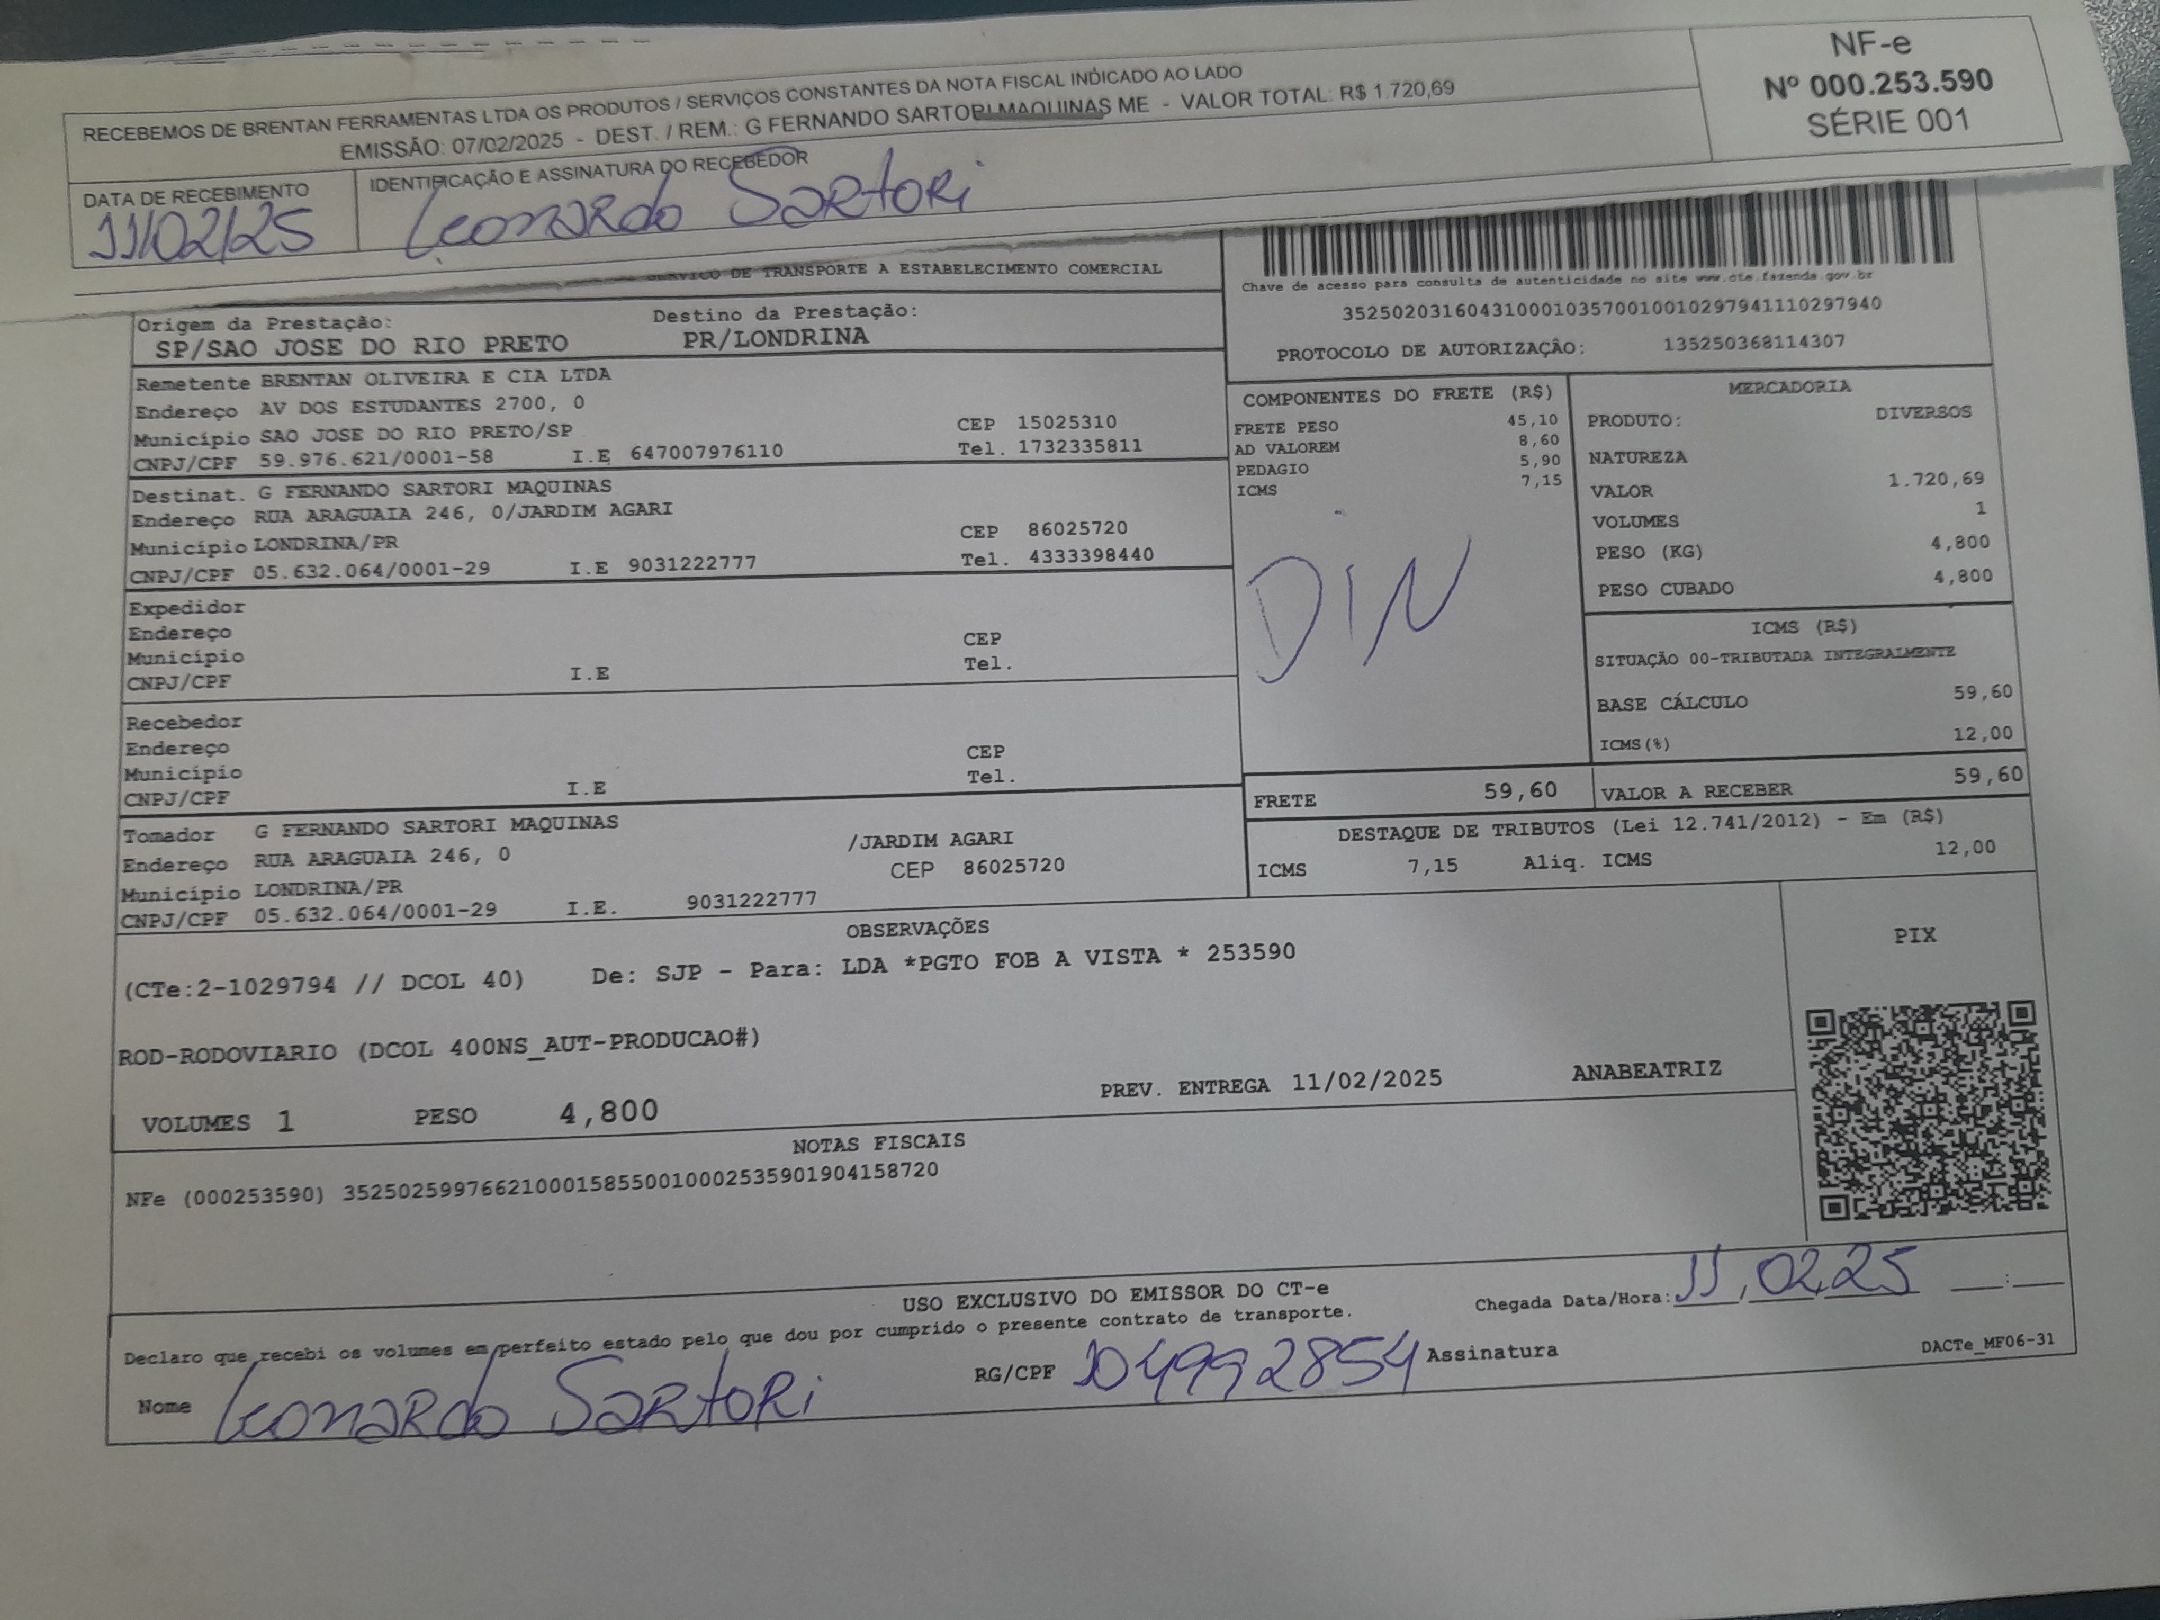 RECEBEMOS DE BRENTAN FERRAMENTAS LTDA OS PRODUTOS / SERVIÇOS CONSTANTES DA NOTA FISCAL INDICADO AO LADO
EMISSÃO: 07/02/2025 - DEST. / REM.: G FERNANDO SARTORI MAQUINAS ME - VALOR TOTAL: R$ 1.720,69
NF-e
Nº 000.253.590
SÉRIE 001
DATA DE RECEBIMENTO
11/02/25
IDENTIFICAÇÃO E ASSINATURA DO RECEBEDOR
Leonardo Sartori
SERVIÇO DE TRANSPORTE A ESTABELECIMENTO COMERCIAL
Chave de acesso para consulta de autenticidade no site www.cte.fazenda.gov.br
35250203160431000103570010010297941110297940
PROTOCOLO DE AUTORIZAÇÃO: 135250368114307
Origem da Prestação: Destino da Prestação:
SP/SAO JOSE DO RIO PRETO PR/LONDRINA
Remetente BRENTAN OLIVEIRA E CIA LTDA
Endereço AV DOS ESTUDANTES 2700, 0
Município SAO JOSE DO RIO PRETO/SP CEP 15025310
CNPJ/CPF 59.976.621/0001-58 I.E 647007976110 Tel. 1732335811
Destinat. G FERNANDO SARTORI MAQUINAS
Endereço RUA ARAGUAIA 246, 0/JARDIM AGARI
Município LONDRINA/PR CEP 86025720
CNPJ/CPF 05.632.064/0001-29 I.E 9031222777 Tel. 4333398440
Expedidor
Endereço
Município CEP
CNPJ/CPF I.E Tel.
Recebedor
Endereço
Município CEP
CNPJ/CPF I.E Tel.
Tomador G FERNANDO SARTORI MAQUINAS
Endereço RUA ARAGUAIA 246, 0 /JARDIM AGARI
Município LONDRINA/PR CEP 86025720
CNPJ/CPF 05.632.064/0001-29 I.E. 9031222777
COMPONENTES DO FRETE (R$)
FRETE PESO 45,10
AD VALOREM 8,60
PEDAGIO 5,90
ICMS 7,15
DIN
MERCADORIA
PRODUTO: DIVERSOS
NATUREZA
VALOR 1.720,69
VOLUMES 1
PESO (KG) 4,800
PESO CUBADO 4,800
ICMS (R$)
SITUAÇÃO 00-TRIBUTADA INTEGRALMENTE
BASE CÁLCULO 59,60
ICMS(%) 12,00
FRETE 59,60 VALOR A RECEBER 59,60
DESTAQUE DE TRIBUTOS (Lei 12.741/2012) - Em (R$)
ICMS 7,15 Aliq. ICMS 12,00
OBSERVAÇÕES
(CTe:2-1029794 // DCOL 40) De: SJP - Para: LDA *PGTO FOB A VISTA * 253590
ROD-RODOVIARIO (DCOL 400NS_AUT-PRODUCAO#)
PREV. ENTREGA 11/02/2025 ANABEATRIZ
VOLUMES 1 PESO 4,800
PIX
NOTAS FISCAIS
NFe (000253590) 35250259976621000158550010002535901904158720
USO EXCLUSIVO DO EMISSOR DO CT-e
Declaro que recebi os volumes em perfeito estado pelo que dou por cumprido o presente contrato de transporte.
Chegada Data/Hora: 11,02,25 ___:___
Nome Leonardo Sartori RG/CPF 104992854 Assinatura
DACTe_MF06-31